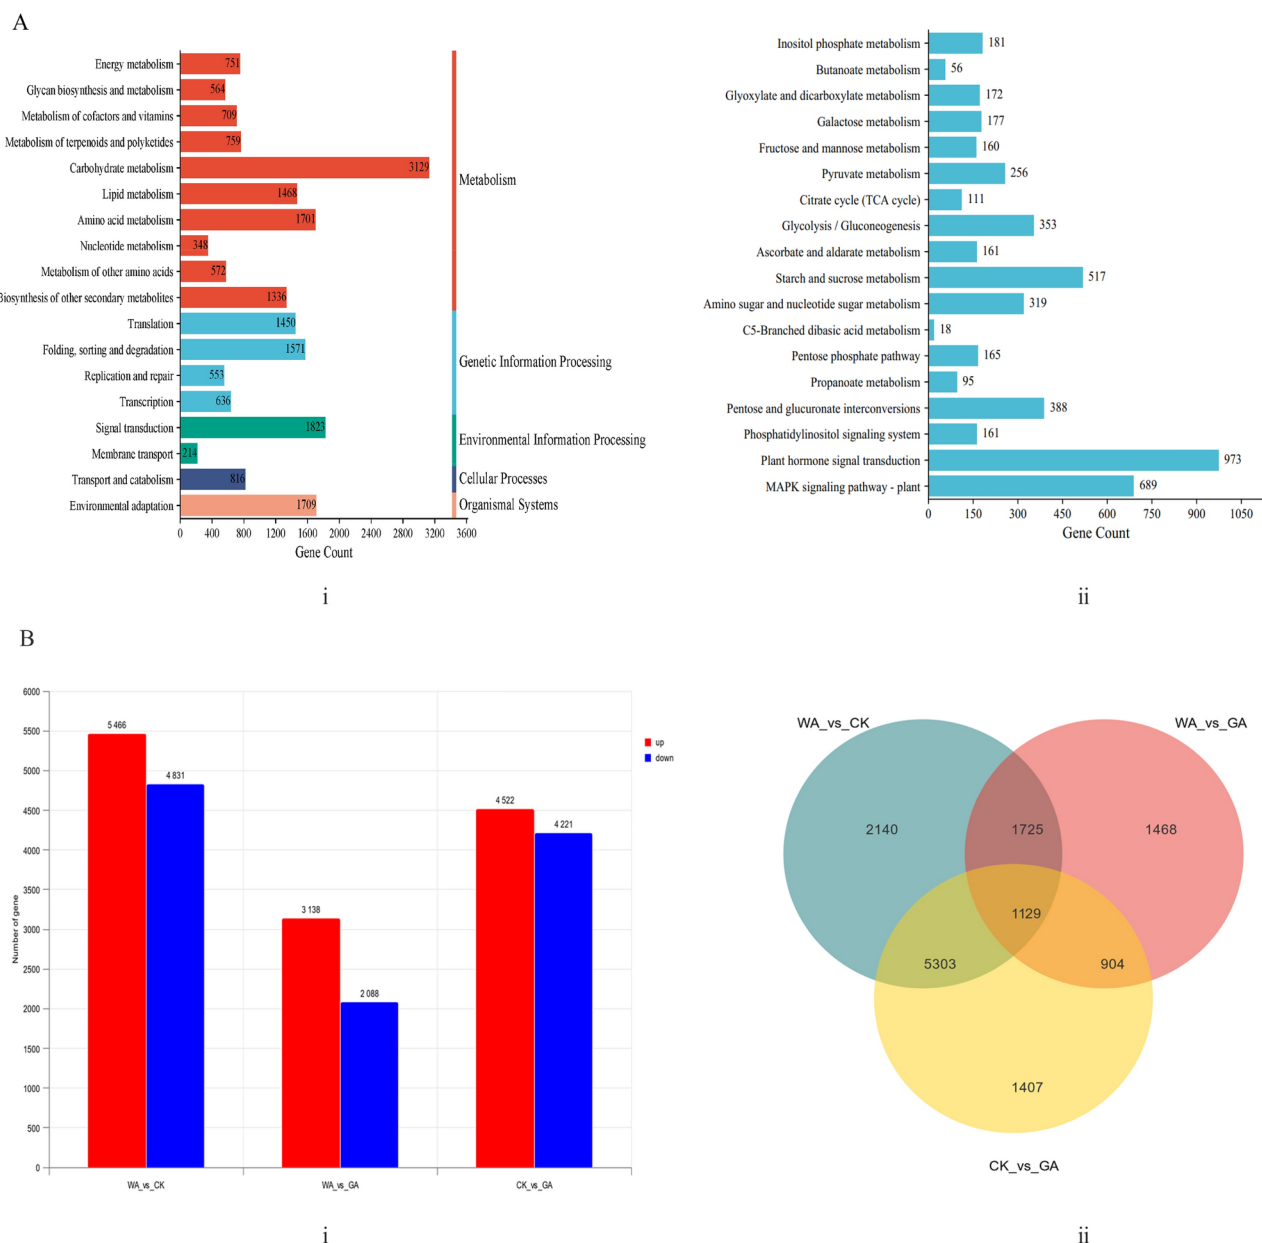 A
Energy metabolism 751
Glycan biosynthesis and metabolism 564
Metabolism of cofactors and vitamins 709
Metabolism of terpenoids and polyketides 759
Carbohydrate metabolism 3129
Lipid metabolism 1468
Amino acid metabolism 1701
Nucleotide metabolism 348
Metabolism of other amino acids 572
Biosynthesis of other secondary metabolites 1336
Translation 1450
Folding, sorting and degradation 1571
Replication and repair 553
Transcription 636
Signal transduction 1823
Membrane transport 214
Transport and catabolism 816
Environmental adaptation 1709
Metabolism
Genetic Information Processing
Environmental Information Processing
Cellular Processes
Organismal Systems
0 400 800 1200 1600 2000 2400 2800 3200 3600
Gene Count
i
Inositol phosphate metabolism 181
Butanoate metabolism 56
Glyoxylate and dicarboxylate metabolism 172
Galactose metabolism 177
Fructose and mannose metabolism 160
Pyruvate metabolism 256
Citrate cycle (TCA cycle) 111
Glycolysis / Gluconeogenesis 353
Ascorbate and aldarate metabolism 161
Starch and sucrose metabolism 517
Amino sugar and nucleotide sugar metabolism 319
C5-Branched dibasic acid metabolism 18
Pentose phosphate pathway 165
Propanoate metabolism 95
Pentose and glucuronate interconversions 388
Phosphatidylinositol signaling system 161
Plant hormone signal transduction 973
MAPK signaling pathway - plant 689
0 150 300 450 600 750 900 1050
Gene Count
ii
B
Number of gene
6000
5500
5000
4500
4000
3500
3000
2500
2000
1500
1000
500
0
5 466
4 831
3 138
2 088
4 522
4 221
up
down
WA_vs_CK WA_vs_GA CK_vs_GA
i
WA_vs_CK WA_vs_GA
2140 1725 1468
1129
5303 904
1407
CK_vs_GA
ii